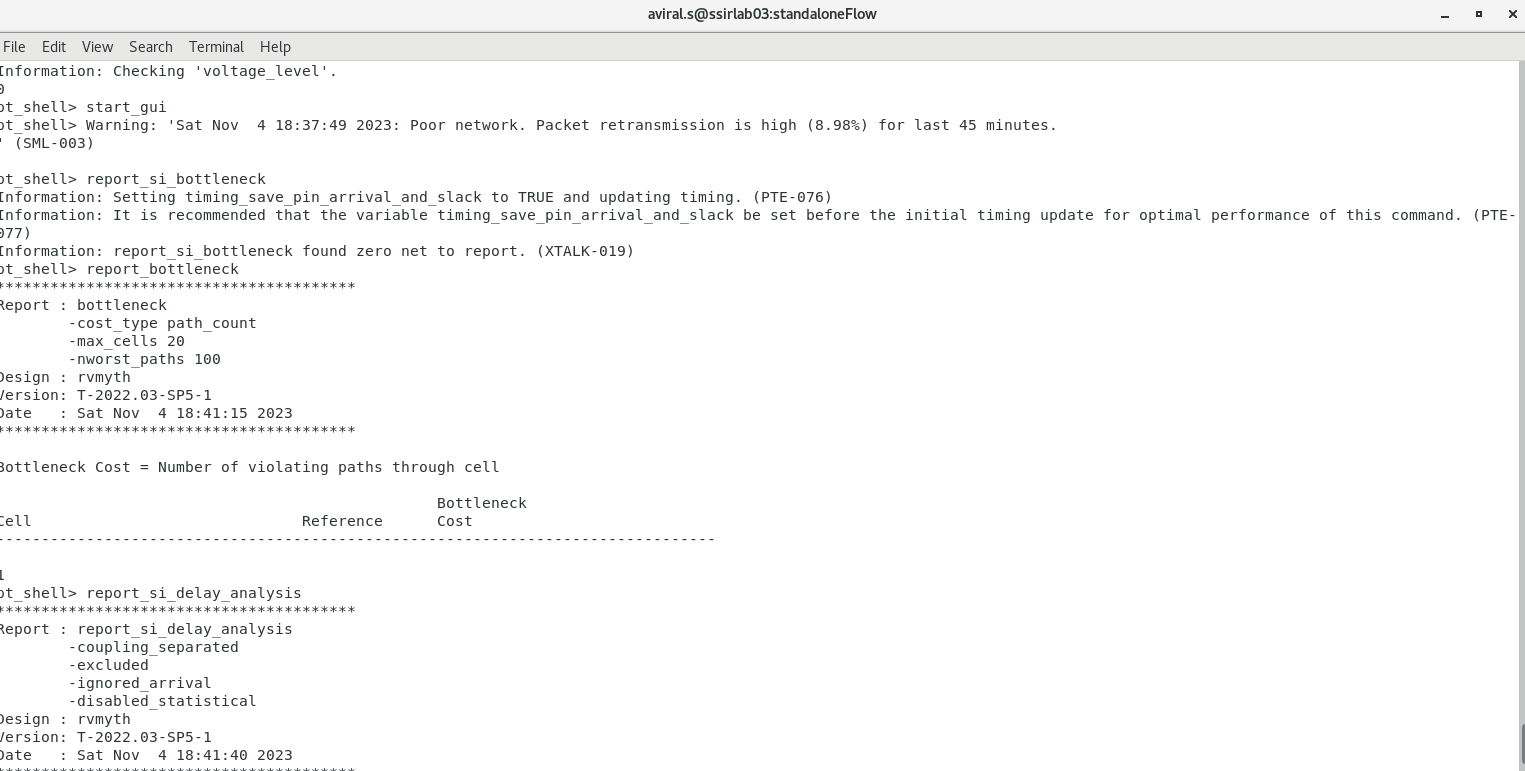 aviral.s@ssirlab03:standaloneFlow
File Edit View Search Terminal Help
Information: Checking 'voltage_level'.
0
pt_shell> start_gui
pt_shell> Warning: 'Sat Nov  4 18:37:49 2023: Poor network. Packet retransmission is high (8.98%) for last 45 minutes.
' (SML-003)
pt_shell> report_si_bottleneck
Information: Setting timing_save_pin_arrival_and_slack to TRUE and updating timing. (PTE-076)
Information: It is recommended that the variable timing_save_pin_arrival_and_slack be set before the initial timing update for optimal performance of this command. (PTE-
077)
Information: report_si_bottleneck found zero net to report. (XTALK-019)
pt_shell> report_bottleneck
****************************************
Report : bottleneck
        -cost_type path_count
        -max_cells 20
        -nworst_paths 100
Design : rvmyth
Version: T-2022.03-SP5-1
Date   : Sat Nov  4 18:41:15 2023
****************************************
Bottleneck Cost = Number of violating paths through cell
                                                 Bottleneck
Cell                              Reference      Cost
--------------------------------------------------------------------------------
1
pt_shell> report_si_delay_analysis
****************************************
Report : report_si_delay_analysis
        -coupling_separated
        -excluded
        -ignored_arrival
        -disabled_statistical
Design : rvmyth
Version: T-2022.03-SP5-1
Date   : Sat Nov  4 18:41:40 2023
****************************************